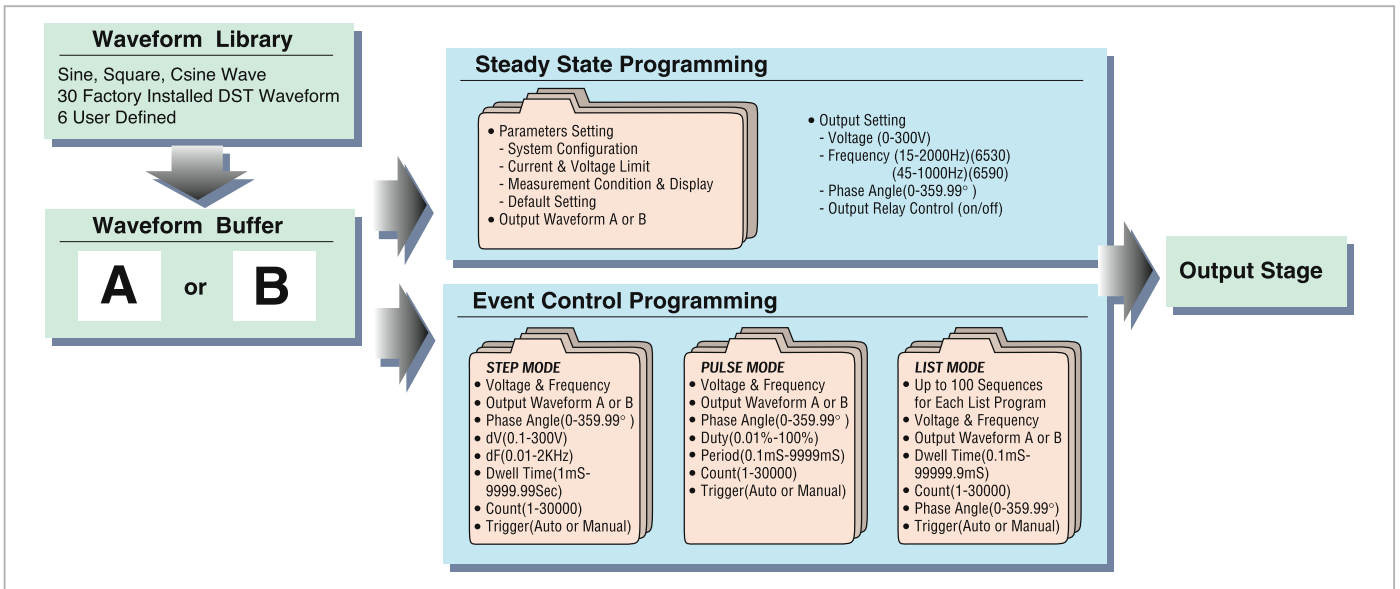 Waveform Library
Sine, Square, Csine Wave
30 Factory Installed DST Waveform
6 User Defined
Waveform Buffer
A or B
Steady State Programming
• Parameters Setting
- System Configuration
- Current & Voltage Limit
- Measurement Condition & Display
- Default Setting
• Output Waveform A or B
• Output Setting
- Voltage (0-300V)
- Frequency (15-2000Hz)(6530)
(45-1000Hz)(6590)
- Phase Angle(0-359.99° )
- Output Relay Control (on/off)
Event Control Programming
STEP MODE
• Voltage & Frequency
• Output Waveform A or B
• Phase Angle(0-359.99° )
• dV(0.1-300V)
• dF(0.01-2KHz)
• Dwell Time(1mS-
9999.99Sec)
• Count(1-30000)
• Trigger(Auto or Manual)
PULSE MODE
• Voltage & Frequency
• Output Waveform A or B
• Phase Angle(0-359.99° )
• Duty(0.01%-100%)
• Period(0.1mS-9999mS)
• Count(1-30000)
• Trigger(Auto or Manual)
LIST MODE
• Up to 100 Sequences
for Each List Program
• Voltage & Frequency
• Output Waveform A or B
• Dwell Time(0.1mS-
99999.9mS)
• Count(1-30000)
• Phase Angle(0-359.99°)
• Trigger(Auto or Manual)
Output Stage